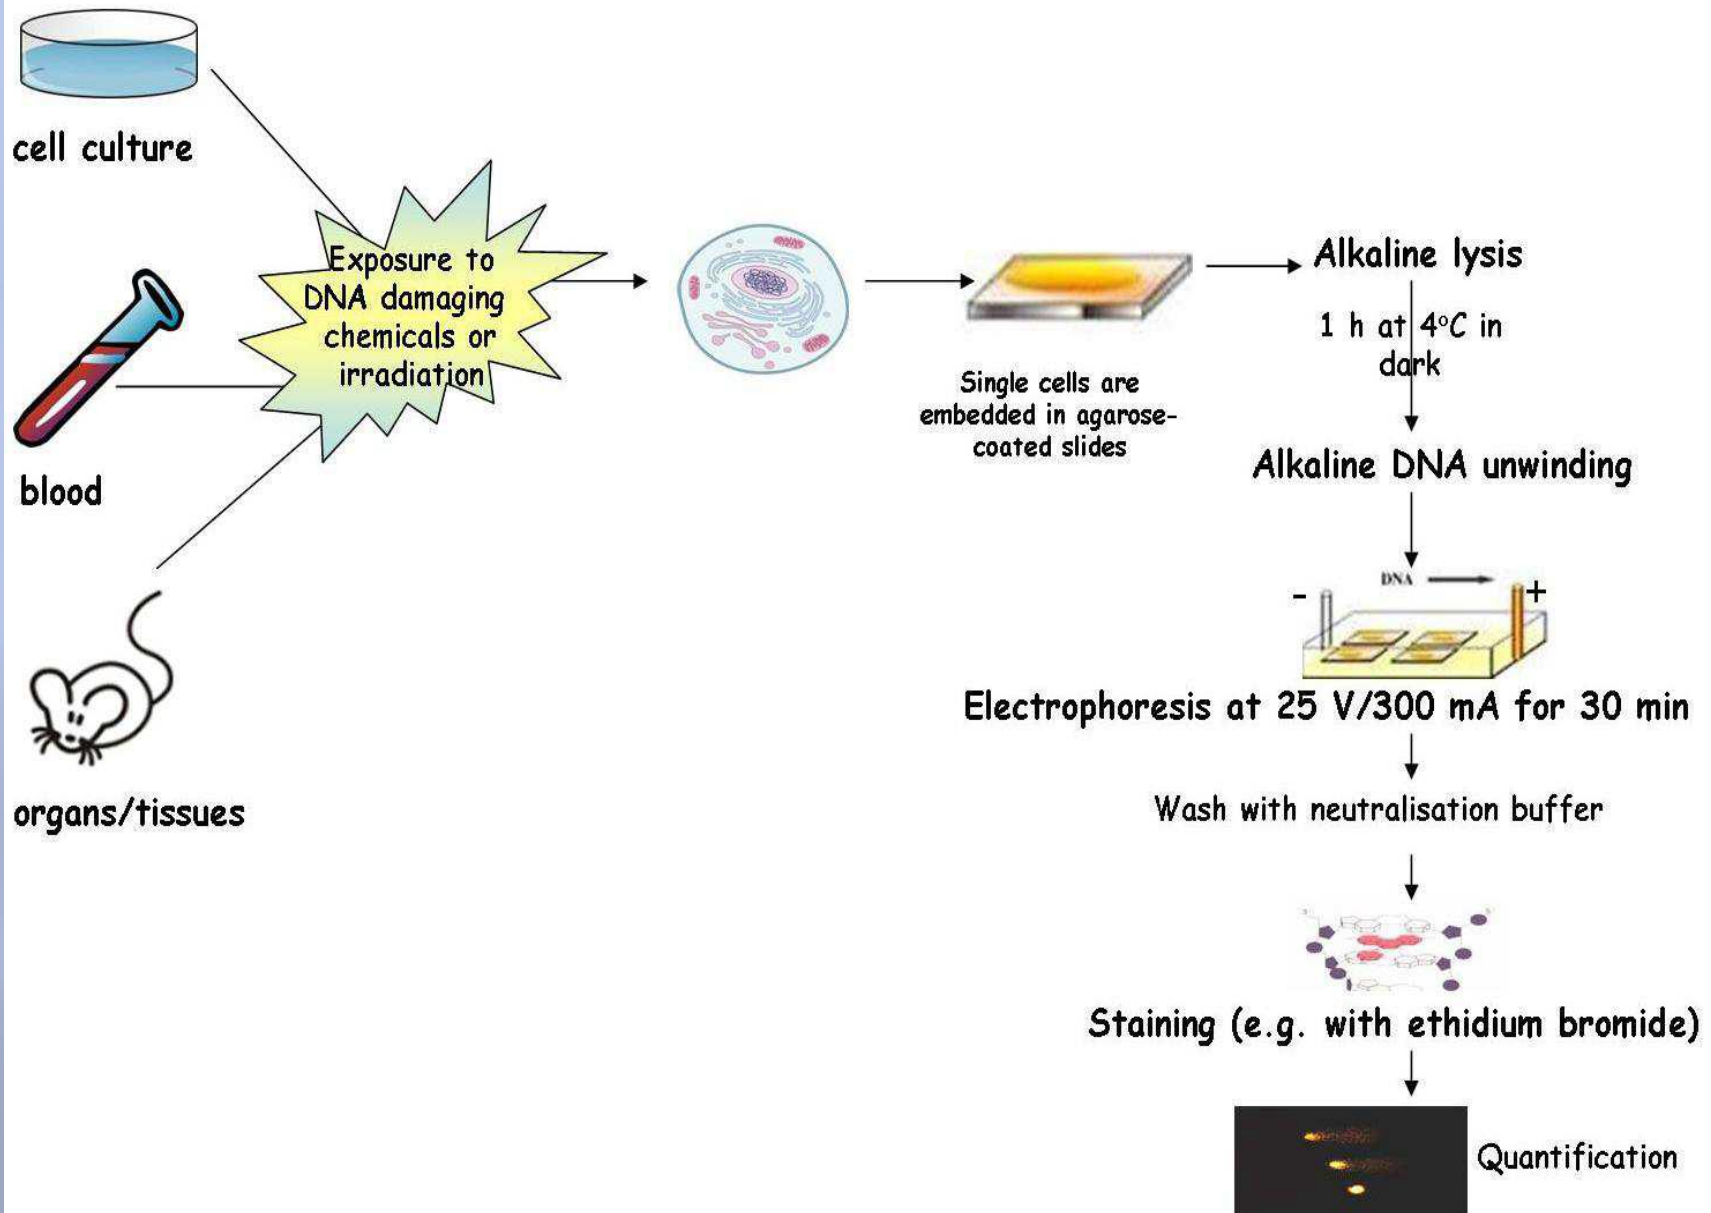 cell culture
blood
organs/tissues
Exposure to
DNA damaging
chemicals or
irradiation
Single cells are
embedded in agarose-
coated slides
Alkaline lysis
1 h at 4°C in
dark
Alkaline DNA unwinding
DNA
- +
Electrophoresis at 25 V/300 mA for 30 min
Wash with neutralisation buffer
Staining (e.g. with ethidium bromide)
Quantification